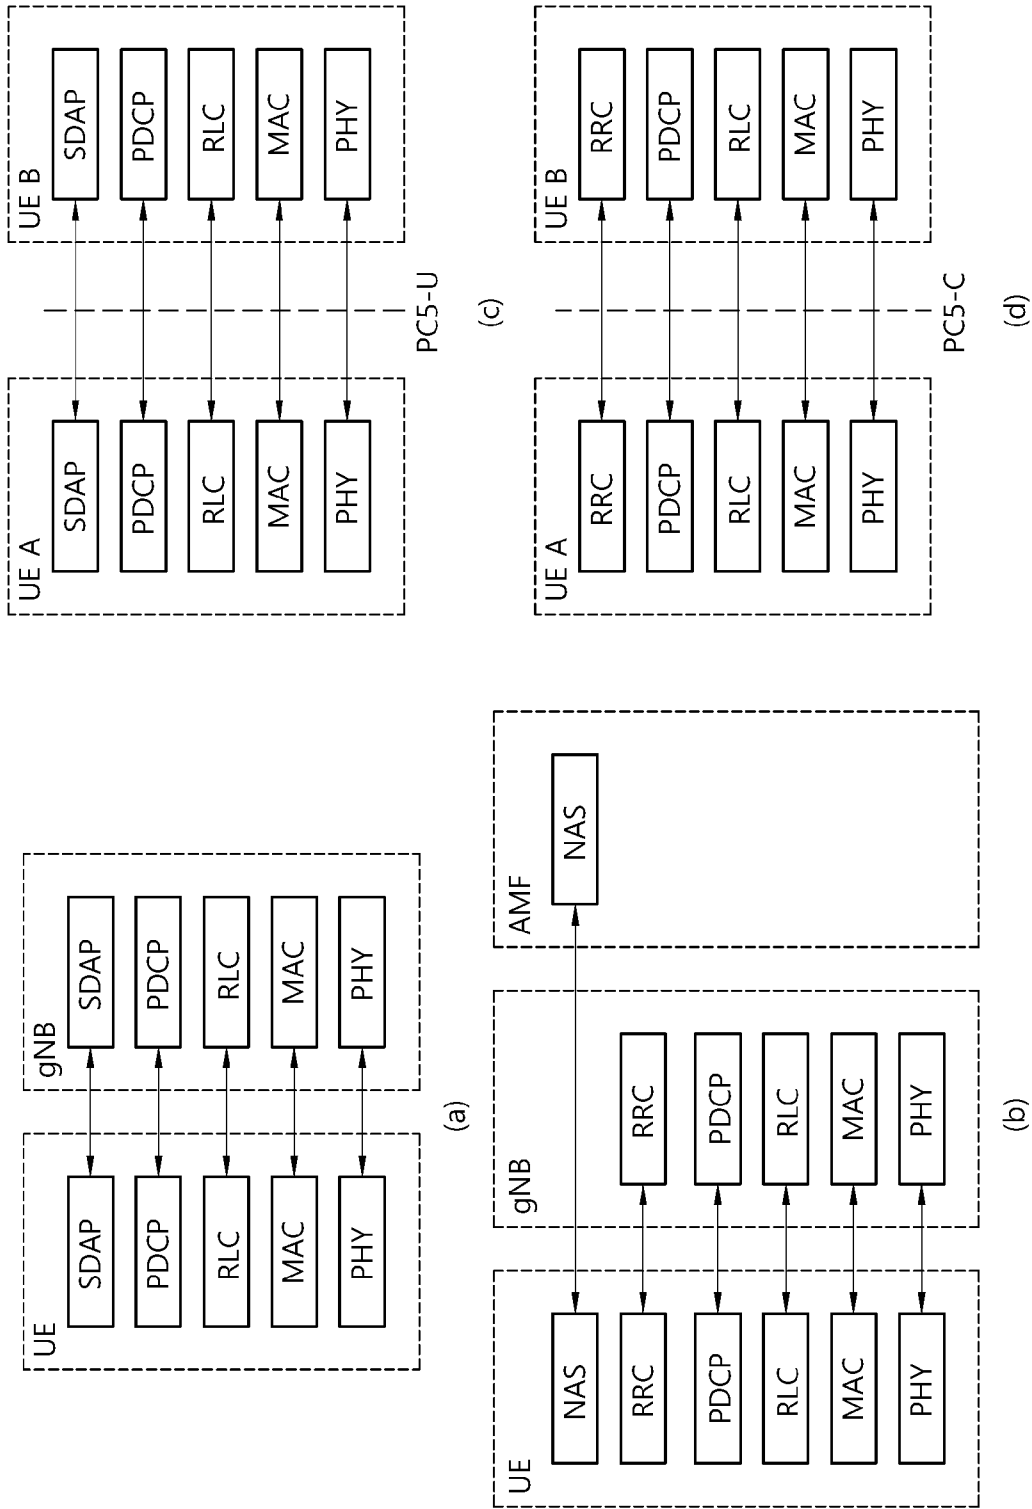 UE
gNB
SDAP
SDAP
PDCP
PDCP
RLC
RLC
MAC
MAC
PHY
PHY
(a)
UE
gNB
AMF
NAS
NAS
RRC
RRC
PDCP
PDCP
RLC
RLC
MAC
MAC
PHY
PHY
(b)
UE A
UE B
SDAP
SDAP
PDCP
PDCP
RLC
RLC
MAC
MAC
PHY
PHY
PC5-U
(c)
UE A
UE B
RRC
RRC
PDCP
PDCP
RLC
RLC
MAC
MAC
PHY
PHY
PC5-C
(d)